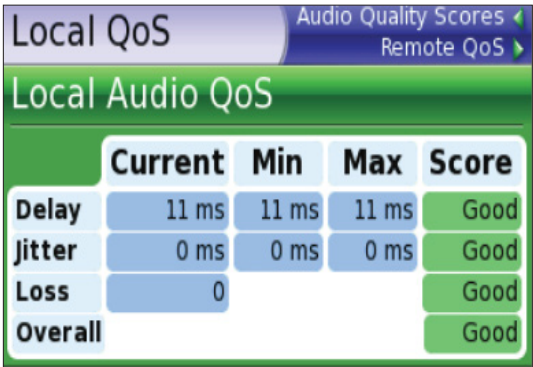 Local QoS
Audio Quality Scores
Remote QoS
Local Audio QoS
Current Min Max Score
Delay 11 ms 11 ms 11 ms Good
Jitter 0 ms 0 ms 0 ms Good
Loss 0 Good
Overall Good